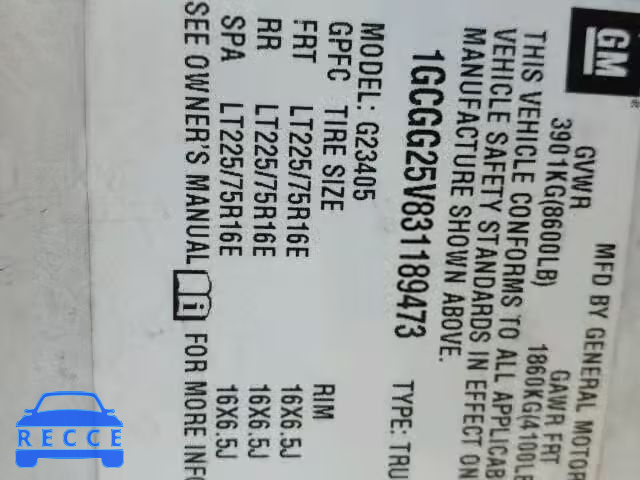 GM
MFD BY GENERAL MOTOR
GVWR GAWR FRT
3901KG(8600LB) 1860KG(4100LB
THIS VEHICLE CONFORMS TO ALL APPLICAB
VEHICLE SAFETY STANDARDS IN EFFECT ON
MANUFACTURE SHOWN ABOVE.
1GCGG25V831189473 TYPE: TRU
MODEL: G23405
GPFC TIRE SIZE RIM
FRT LT225/75R16E 16X6.5J
RR LT225/75R16E 16X6.5J
SPA LT225/75R16E 16X6.5J
SEE OWNER'S MANUAL i FOR MORE INFO
RECCE